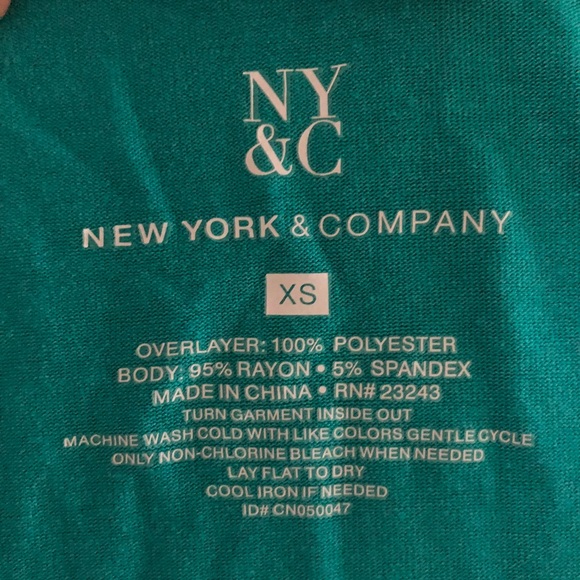 NY
&C
NEW YORK & COMPANY
XS
OVERLAYER: 100% POLYESTER
BODY: 95% RAYON • 5% SPANDEX
MADE IN CHINA • RN# 23243
TURN GARMENT INSIDE OUT
MACHINE WASH COLD WITH LIKE COLORS GENTLE CYCLE
ONLY NON-CHLORINE BLEACH WHEN NEEDED
LAY FLAT TO DRY
COOL IRON IF NEEDED
ID# CN050047